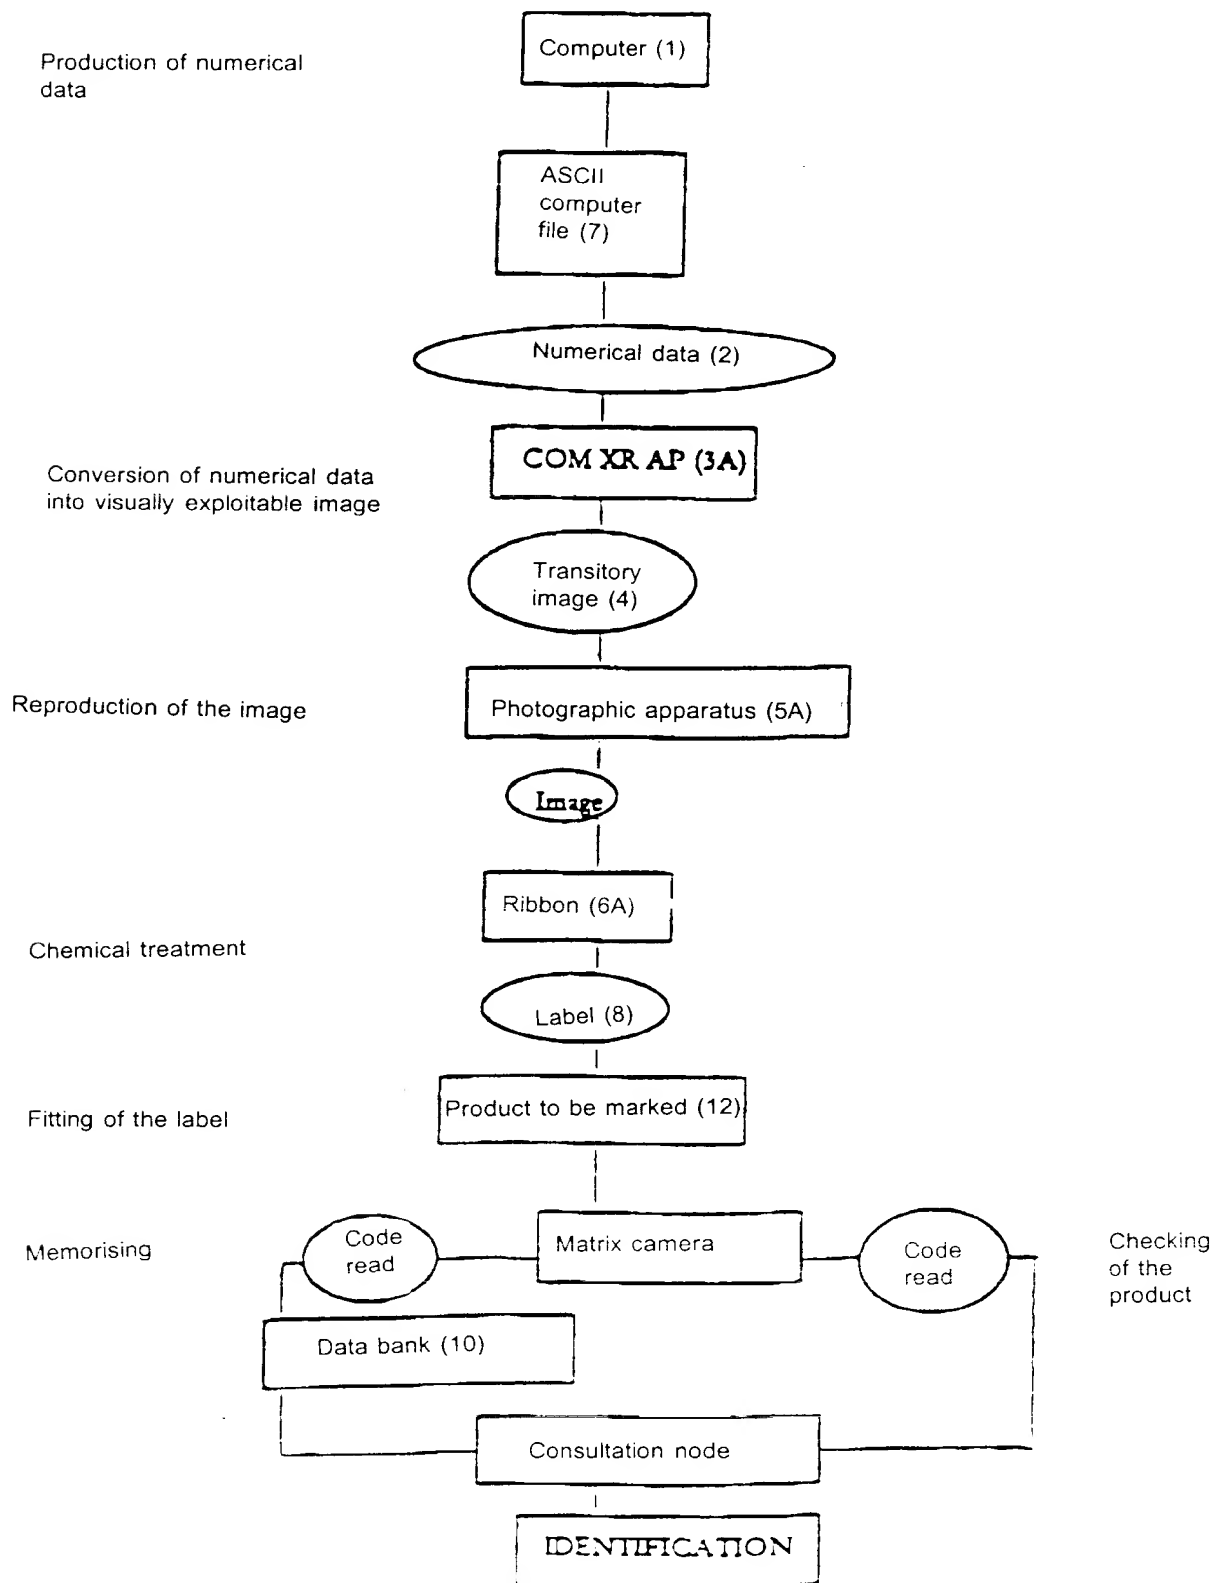 Computer (1)
Production of numerical
data
ASCII
computer
file (7)
Numerical data (2)
COM XR AP (3A)
Conversion of numerical data
into visually exploitable image
Transitory
image (4)
Reproduction of the image
Photographic apparatus (5A)
Image
Ribbon (6A)
Chemical treatment
Label (8)
Fitting of the label
Product to be marked (12)
Memorising
Code
read
Matrix camera
Code
read
Checking
of the
product
Data bank (10)
Consultation node
IDENTIFICATION